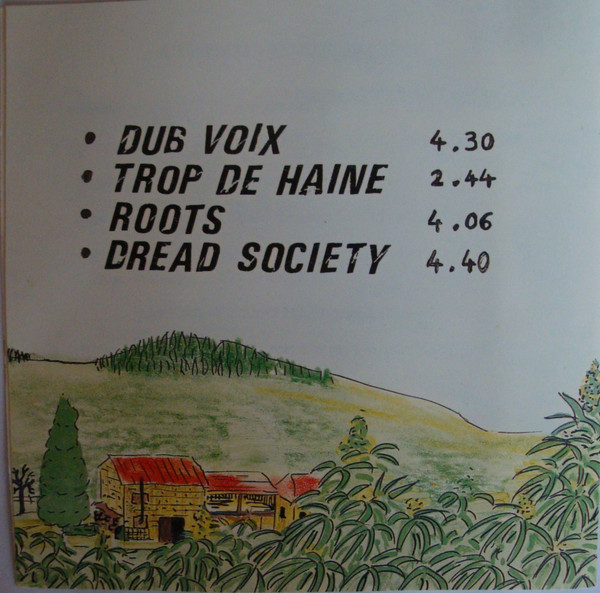 • DUB VOIX 4.30
• TROP DE HAINE 2.44
• ROOTS 4.06
• DREAD SOCIETY 4.40